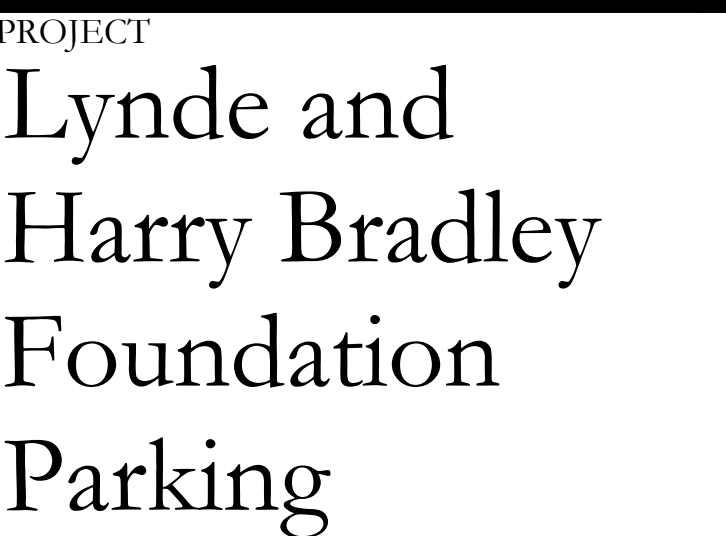 PROJECT
Lynde and
Harry Bradley
Foundation
Parking